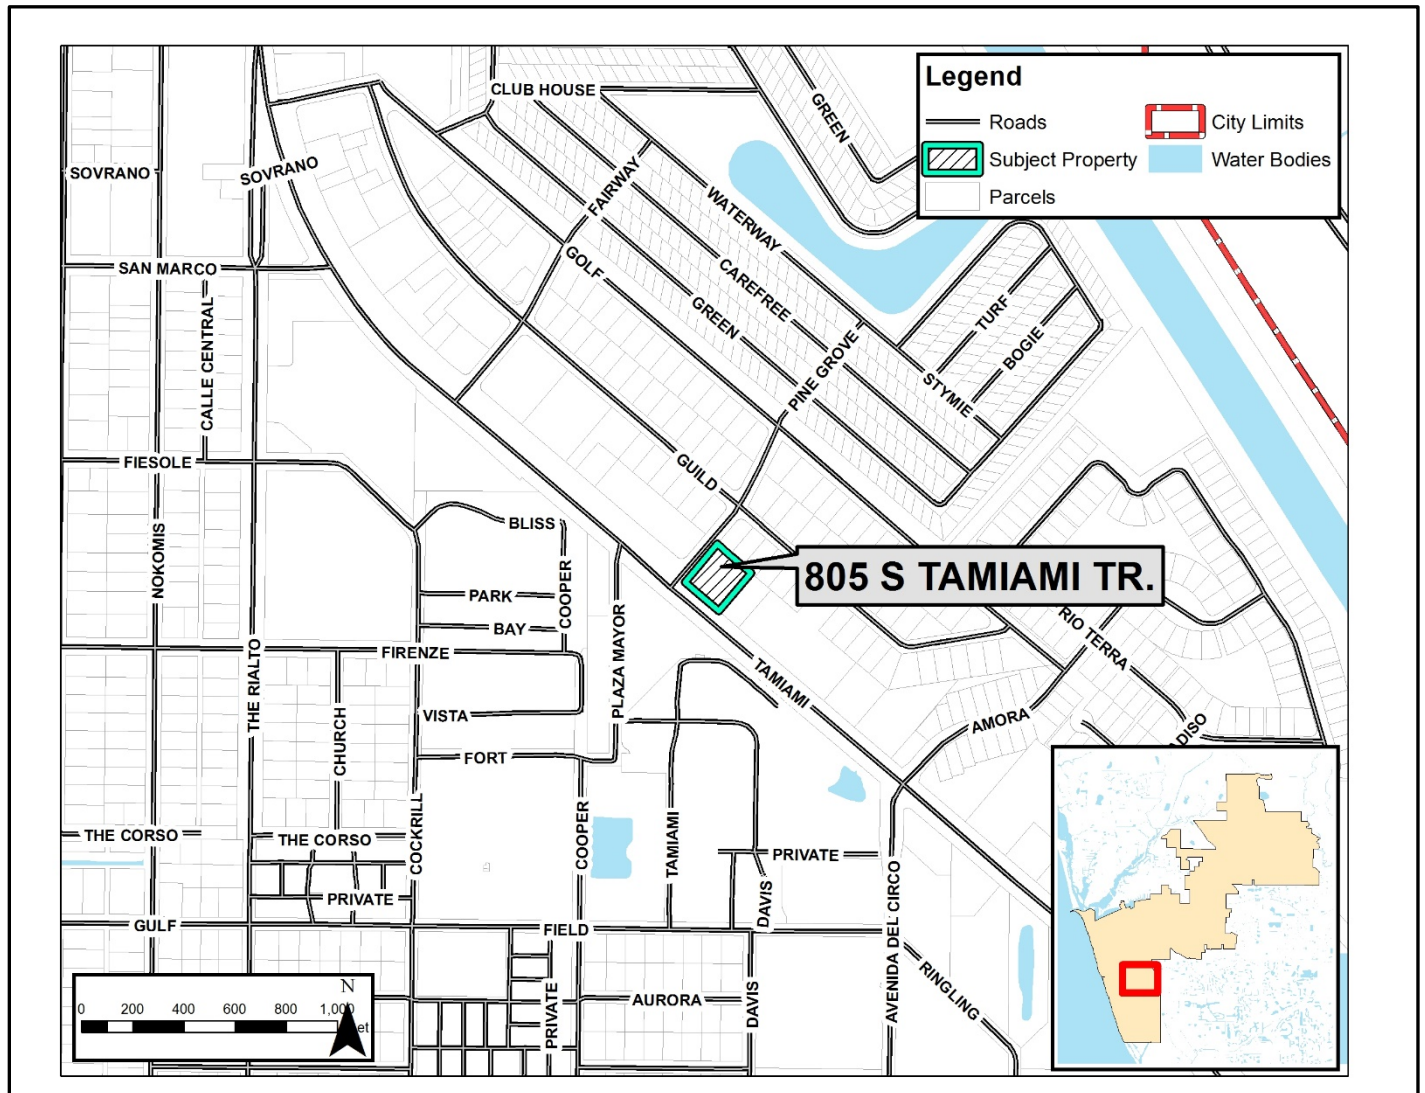 CLUB HOUSE
GREEN
Legend
Roads
City Limits
Subject Property
Water Bodies
Parcels
SOVRANO
SOVRANO
FAIRWAY
WATERWAY
SAN MARCO
GOLF
CAREFREE
GREEN
TURF
BOGIE
CALLE CENTRAL
PINE GROVE
STYMIE
FIESOLE
GUILD
BLISS
NOKOMIS
COOPER
805 S TAMIAMI TR.
PARK
BAY
PLAZA MAYOR
FIRENZE
RIO TERRA
THE RIALTO
TAMIAMI
VISTA
CHURCH
AMORA
ADISO
FORT
COCKRILL
COOPER
TAMIAMI
THE CORSO
THE CORSO
PRIVATE
PRIVATE
DAVIS
AVENIDA DEL CIRCO
GULF
FIELD
RINGLING
AURORA
DAVIS
PRIVATE
N
0 200 400 600 800 1,000
et